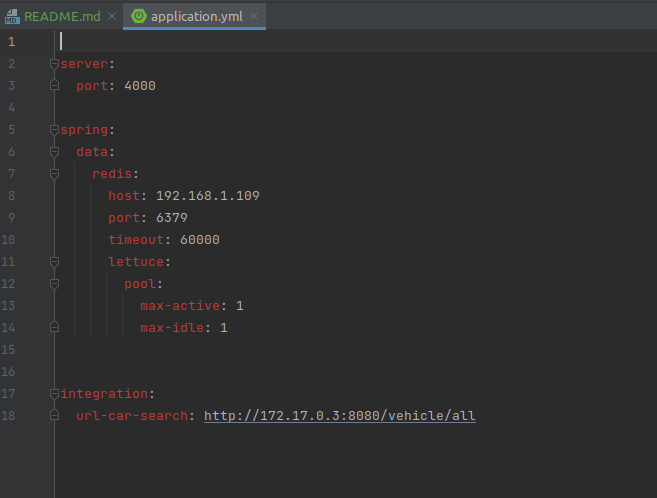 README.md application.yml
1
2 server:
3 port: 4000
4
5 spring:
6 data:
7 redis:
8 host: 192.168.1.109
9 port: 6379
10 timeout: 60000
11 lettuce:
12 pool:
13 max-active: 1
14 max-idle: 1
15
16
17 integration:
18 url-car-search: http://172.17.0.3:8080/vehicle/all